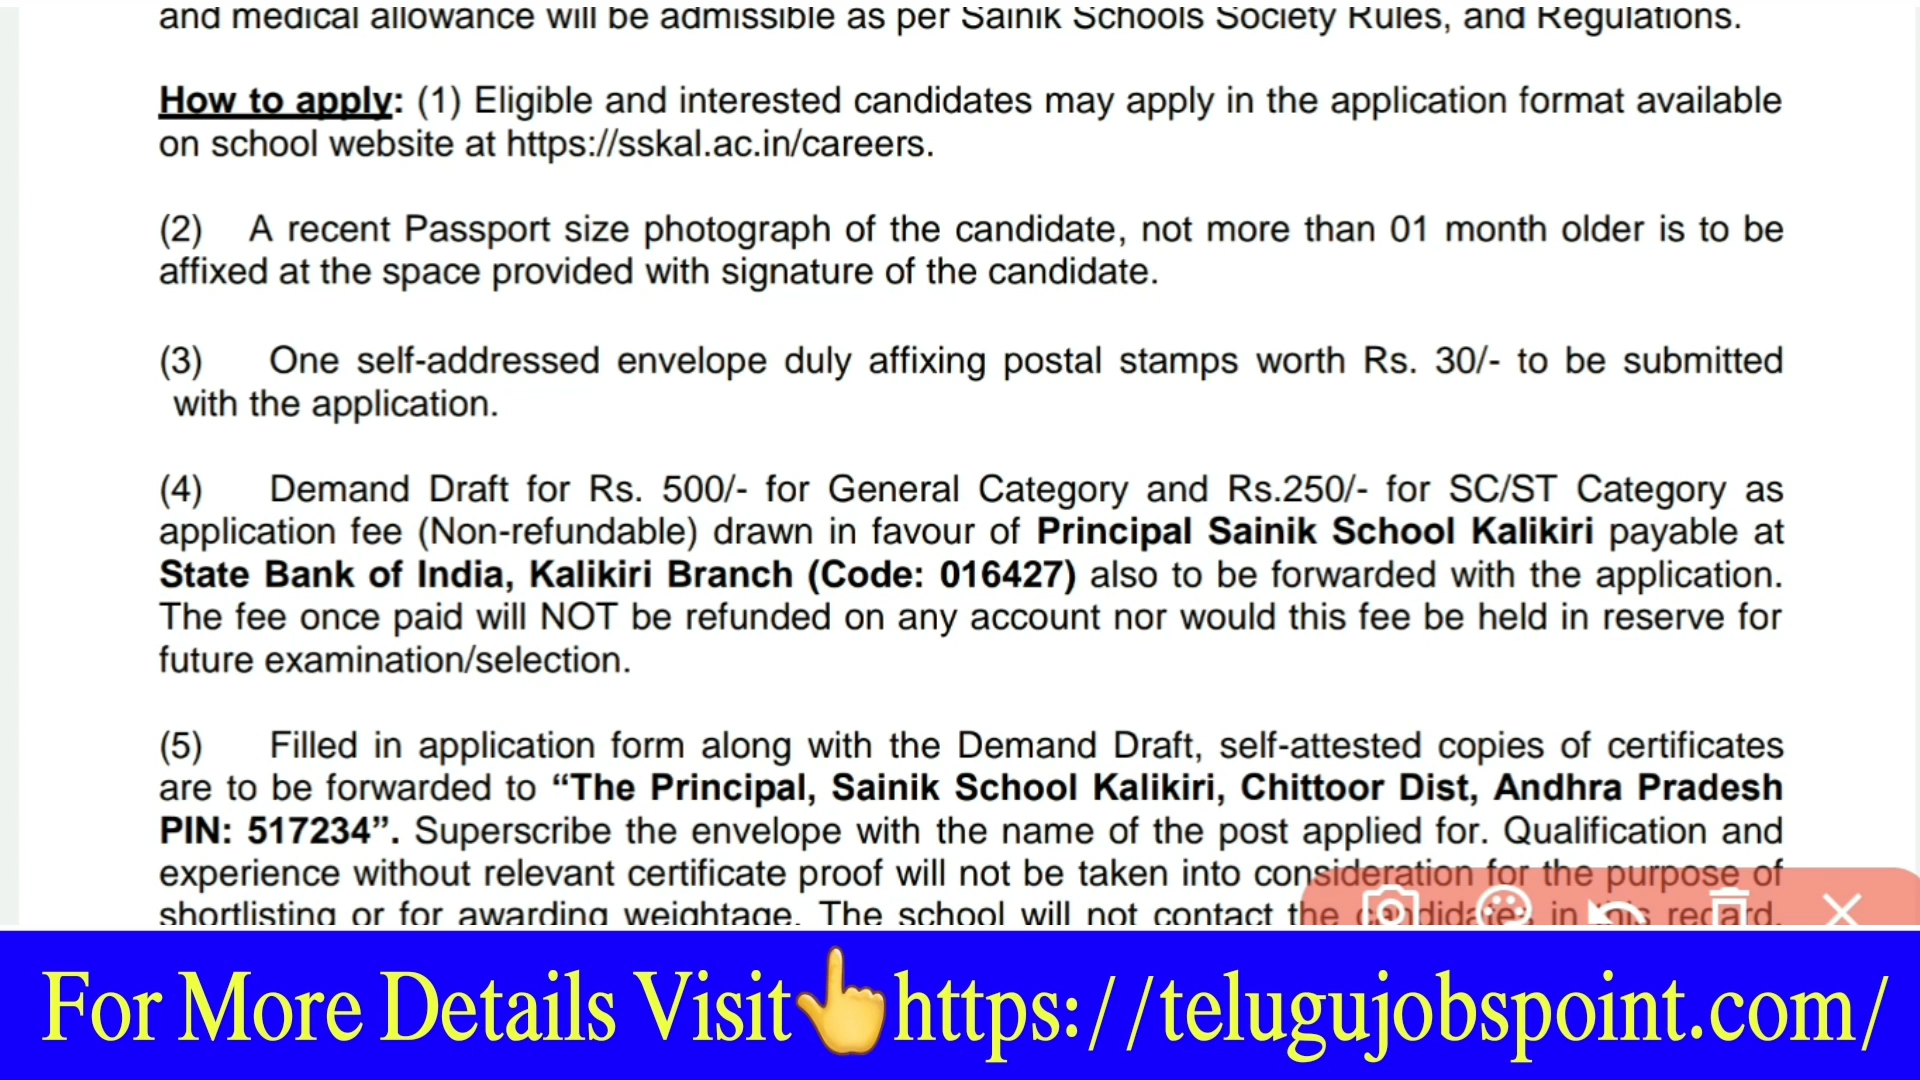 and medical allowance will be admissible as per Sainik Schools Society Rules, and Regulations.
How to apply: (1) Eligible and interested candidates may apply in the application format available
on school website at https://sskal.ac.in/careers.
(2) A recent Passport size photograph of the candidate, not more than 01 month older is to be
affixed at the space provided with signature of the candidate.
(3) One self-addressed envelope duly affixing postal stamps worth Rs. 30/- to be submitted
with the application.
(4) Demand Draft for Rs. 500/- for General Category and Rs.250/- for SC/ST Category as
application fee (Non-refundable) drawn in favour of Principal Sainik School Kalikiri payable at
State Bank of India, Kalikiri Branch (Code: 016427) also to be forwarded with the application.
The fee once paid will NOT be refunded on any account nor would this fee be held in reserve for
future examination/selection.
(5) Filled in application form along with the Demand Draft, self-attested copies of certificates
are to be forwarded to “The Principal, Sainik School Kalikiri, Chittoor Dist, Andhra Pradesh
PIN: 517234”. Superscribe the envelope with the name of the post applied for. Qualification and
experience without relevant certificate proof will not be taken into consideration for the purpose of
shortlisting or for awarding weightage. The school will not contact the candidates in this regard.
For More Details Visit https://telugujobspoint.com/